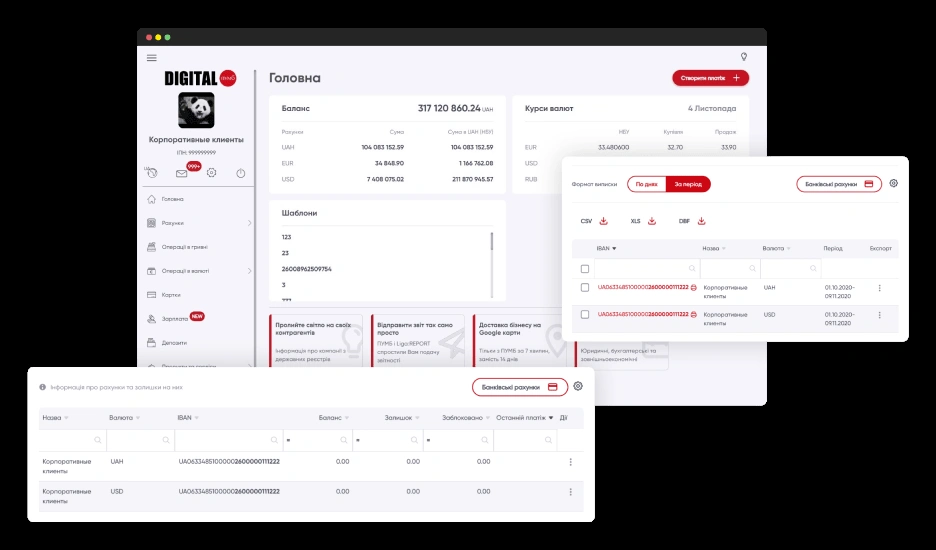 DIGITAL
Корпоративные клиенты
ІПН: 999999999
999+
Головна
Рахунки
Операції в гривні
Операції в валюті
Картки
Зарплата NEW
Депозити
Головна
Створити платіж +
Баланс 317 120 860.24 UAH
Рахунки Сума Сума в UAH (НБУ)
UAH 104 083 152.59 104 083 152.59
EUR 34 848.90 1 166 762.08
USD 7 408 075.02 211 870 945.57
Курси валют 4 Листопада
НБУ Купівля Продаж
EUR 33.480600 32.70 33.90
USD
RUB
Шаблони
123
23
26008962509754
3
Пролийте світло на своїх контрагентів
Інформація про компанії з державних реєстрів
Відправити звіт так само просто
ПУМБ і Liga:REPORT спростили Вам подачу звітності
Доставка бізнесу на Google карти
Тільки з ПУМБ за 7 хвилин, замість 14 днів
Юридичні, бухгалтерські та зовнішньоекономічні
Формат виписки По днях За період Банківські рахунки
CSV XLS DBF
IBAN Назва Валюта Період Експорт
UA06334851000002600000111222 Корпоративные клиенты UAH 01.10.2020-09.11.2020
UA06334851000002600000111222 Корпоративные клиенты USD 01.10.2020-09.11.2020
Інформація про рахунки та залишки на них Банківські рахунки
Назва Валюта IBAN Баланс Залишок Заблоковано Останній платіж Дії
= = =
Корпоративные клиенты UAH UA06334851000002600000111222 0.00 0.00 0.00
Корпоративные клиенты USD UA06334851000002600000111222 0.00 0.00 0.00